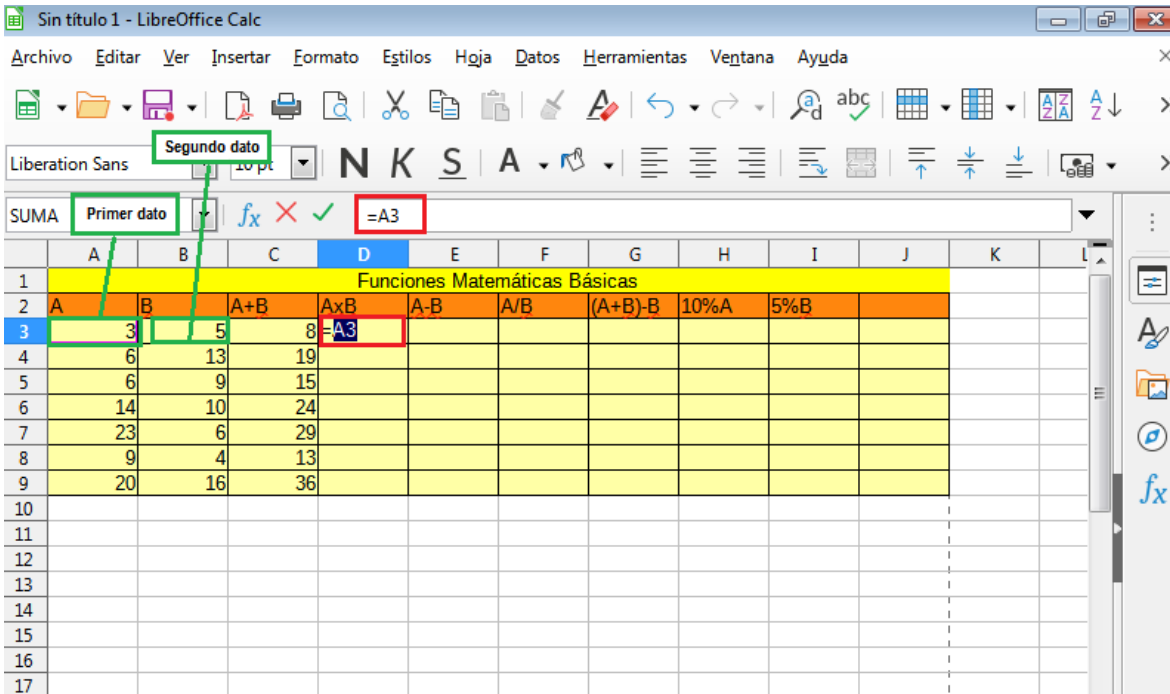 Sin título 1 - LibreOffice Calc
Archivo Editar Ver Insertar Formato Estilos Hoja Datos Herramientas Ventana Ayuda
Segundo dato
Liberation Sans 10 pt N K S A
SUMA Primer dato fx =A3
A B C D E F G H I J K L
1 Funciones Matemáticas Básicas
2 A B A+B AxB A-B A/B (A+B)-B 10%A 5%B
3 3 5 8 =A3
4 6 13 19
5 6 9 15
6 14 10 24
7 23 6 29
8 9 4 13
9 20 16 36
10
11
12
13
14
15
16
17